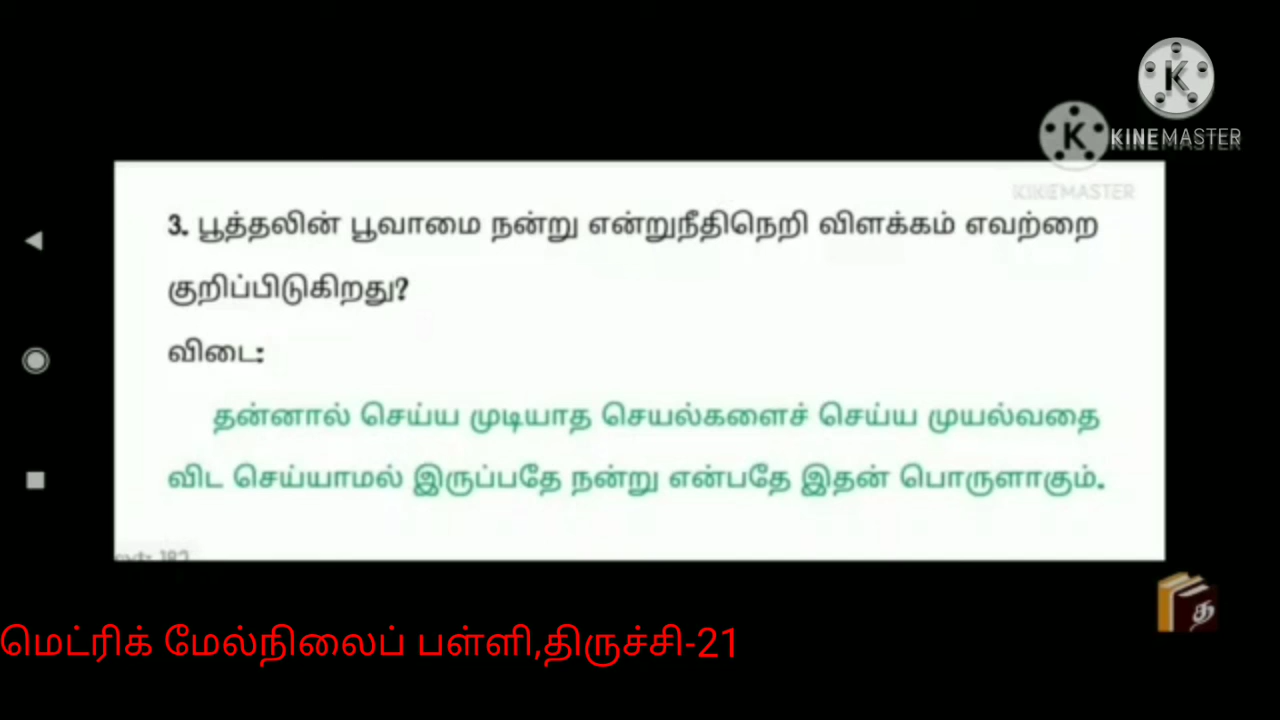 K
KINEMASTER
K
KINEMASTER
3. பூத்தலின் பூவாமை நன்று என்றுநீதிநெறி விளக்கம் எவற்றை
குறிப்பிடுகிறது?
விடை:
தன்னால் செய்ய முடியாத செயல்களைச் செய்ய முயல்வதை
விட செய்யாமல் இருப்பதே நன்று என்பதே இதன் பொருளாகும்.
த
மெட்ரிக் மேல்நிலைப் பள்ளி,திருச்சி-21